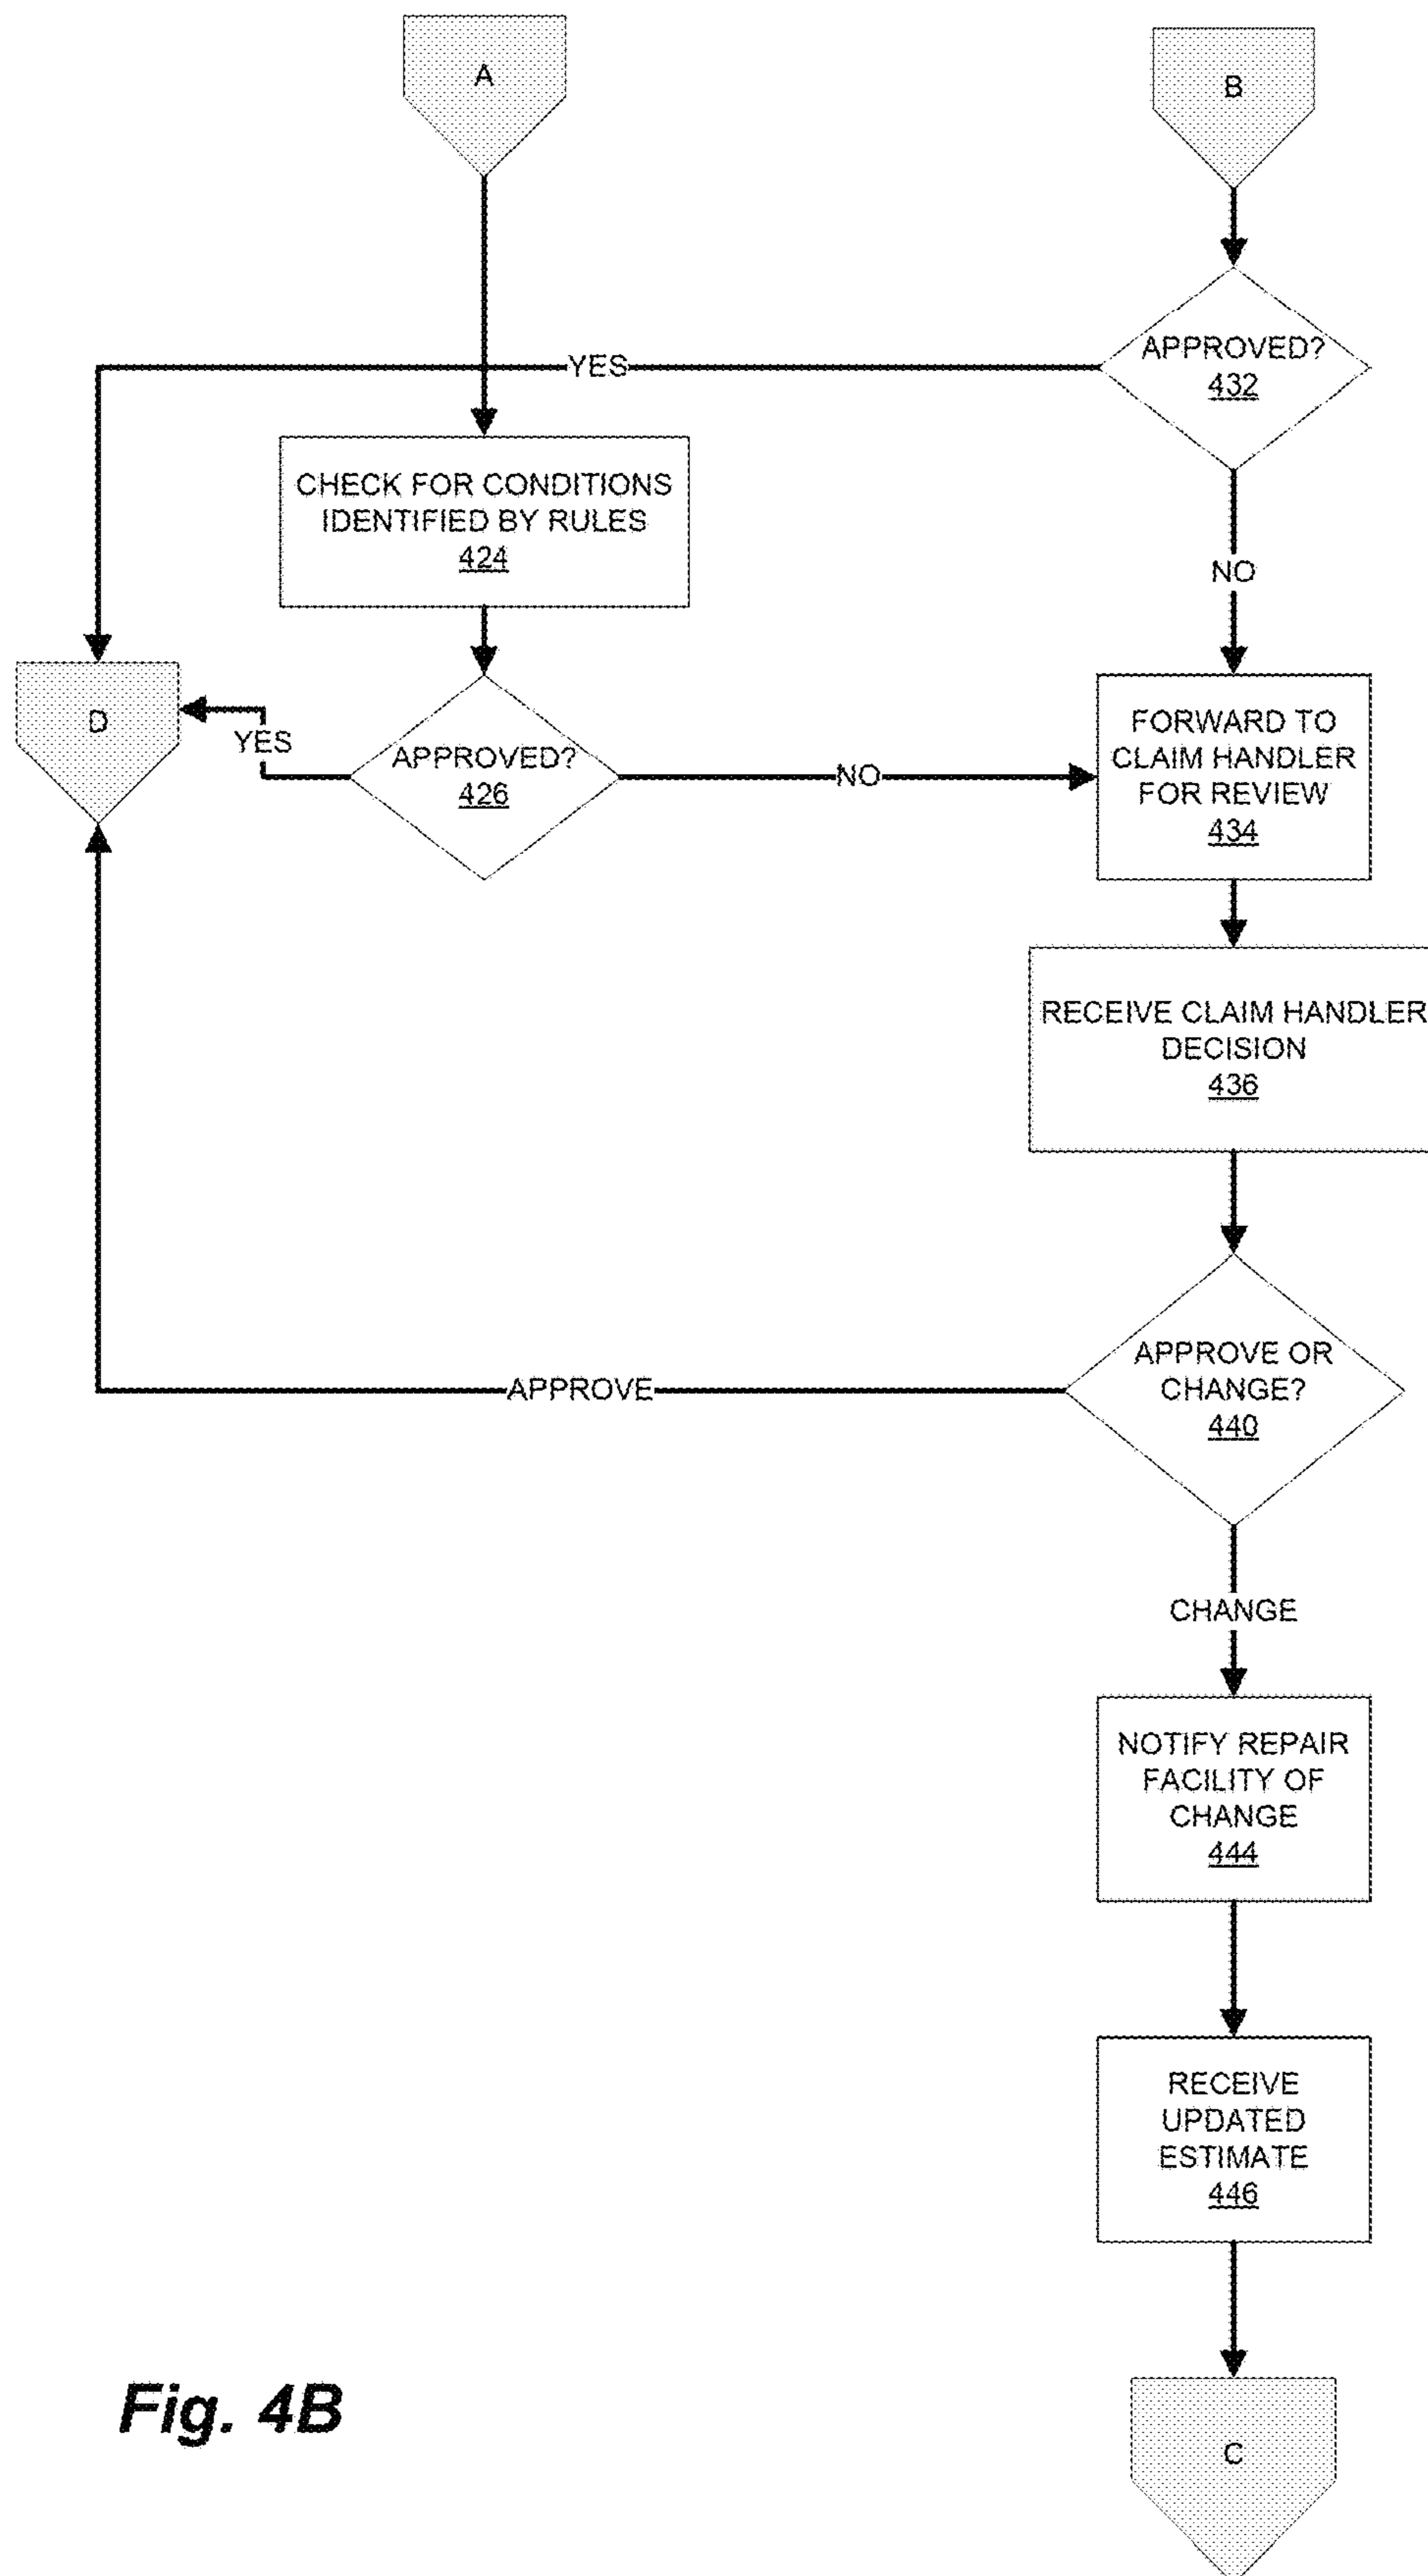 A
B
APPROVED?
432
YES
CHECK FOR CONDITIONS
IDENTIFIED BY RULES
424
NO
D
YES
APPROVED?
426
NO
FORWARD TO
CLAIM HANDLER
FOR REVIEW
434
RECEIVE CLAIM HANDLER
DECISION
436
APPROVE OR
CHANGE?
440
APPROVE
CHANGE
NOTIFY REPAIR
FACILITY OF
CHANGE
444
RECEIVE
UPDATED
ESTIMATE
446
Fig. 4B
C